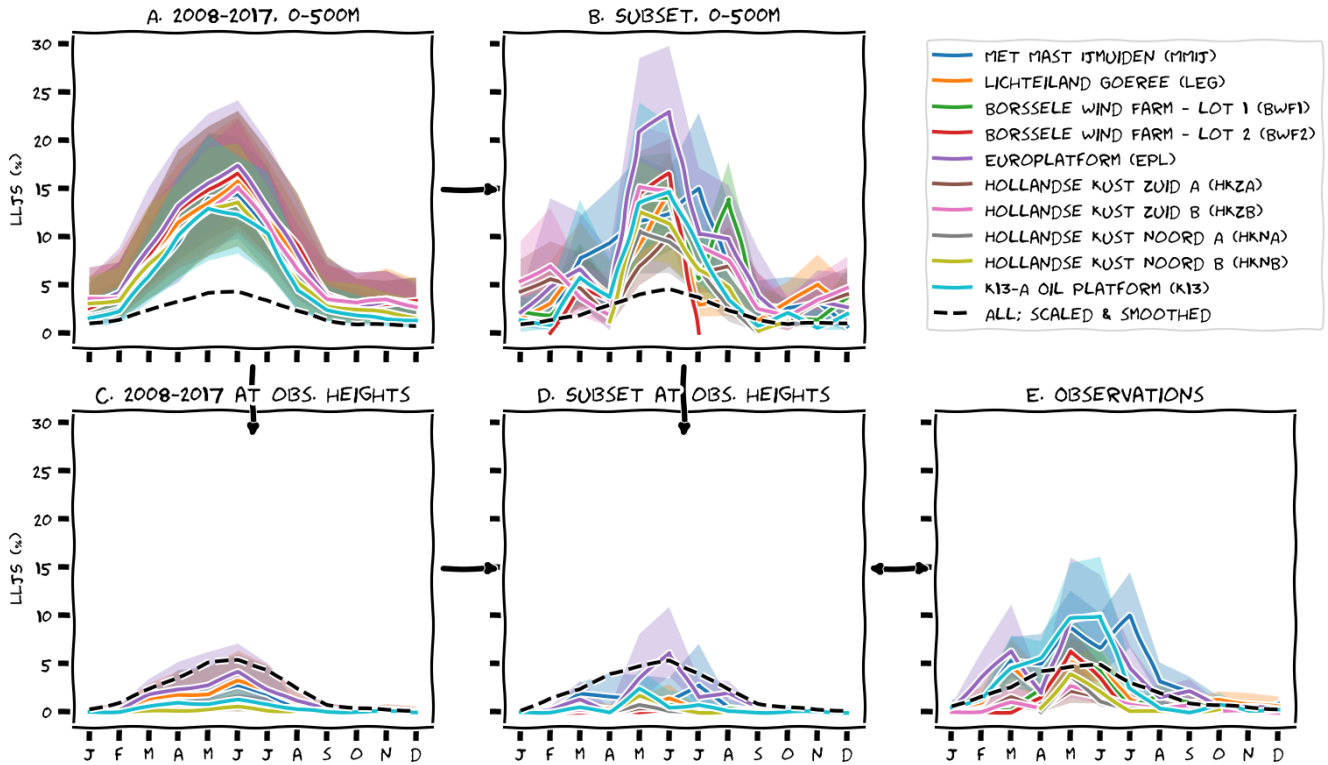 A. 2008-2017, 0-500M
B. SUBSET, 0-500M
30
25
20
15
10
5
0
LLJS (%)
J F M A M J J A S O N D
J F M A M J J A S O N D
MET MAST IJMUIDEN (MMIJ)
LICHTEILAND GOEREE (LEG)
BORSSELE WIND FARM - LOT 1 (BWF1)
BORSSELE WIND FARM - LOT 2 (BWF2)
EUROPLATFORM (EPL)
HOLLANDSE KUST ZUID A (HKZA)
HOLLANDSE KUST ZUID B (HKZB)
HOLLANDSE KUST NOORD A (HKNA)
HOLLANDSE KUST NOORD B (HKNB)
K13-A OIL PLATFORM (K13)
ALL; SCALED & SMOOTHED
C. 2008-2017 AT OBS. HEIGHTS
D. SUBSET AT OBS. HEIGHTS
E. OBSERVATIONS
30
25
20
15
10
5
0
LLJS (%)
J F M A M J J A S O N D
J F M A M J J A S O N D
J F M A M J J A S O N D